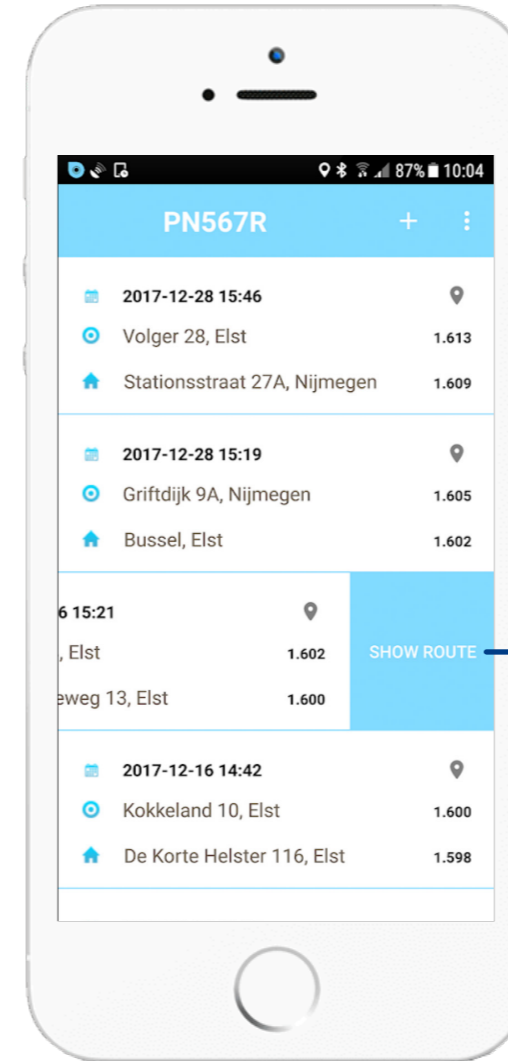 87% 10:04
PN567R + 
2017-12-28 15:46
Volger 28, Elst 1.613
Stationsstraat 27A, Nijmegen 1.609
2017-12-28 15:19
Griftdijk 9A, Nijmegen 1.605
Bussel, Elst 1.602
6 15:21
, Elst 1.602
SHOW ROUTE
eweg 13, Elst 1.600
2017-12-16 14:42
Kokkeland 10, Elst 1.600
De Korte Helster 116, Elst 1.598